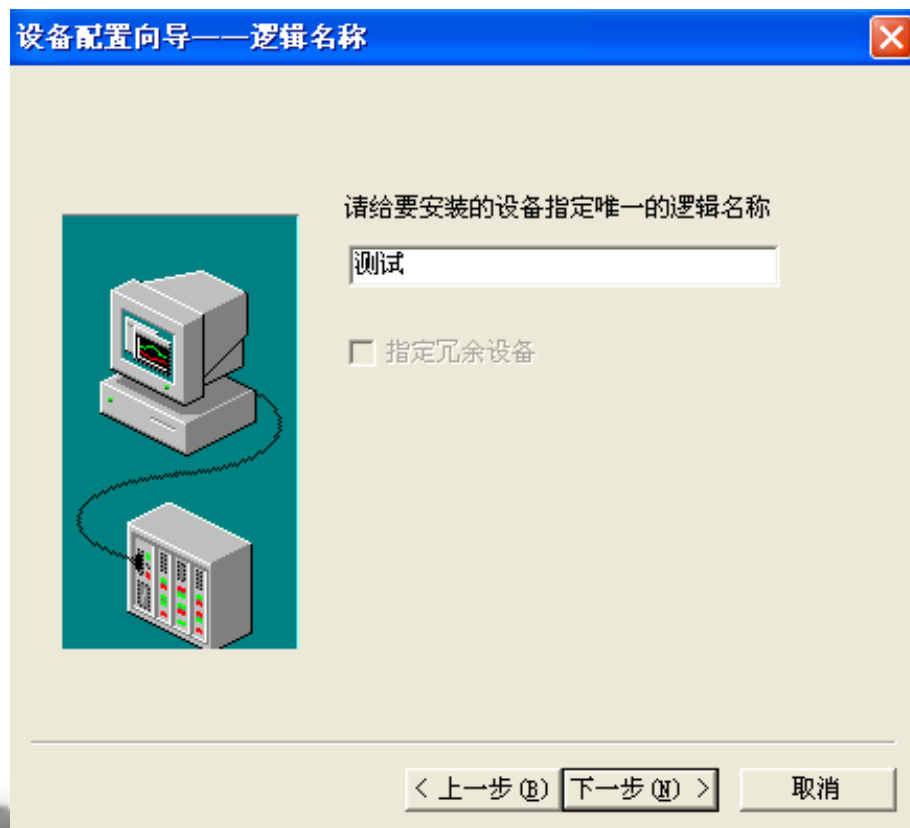 设备配置向导——逻辑名称
请给要安装的设备指定唯一的逻辑名称
测试
指定冗余设备
< 上一步(B) 下一步(N) > 取消